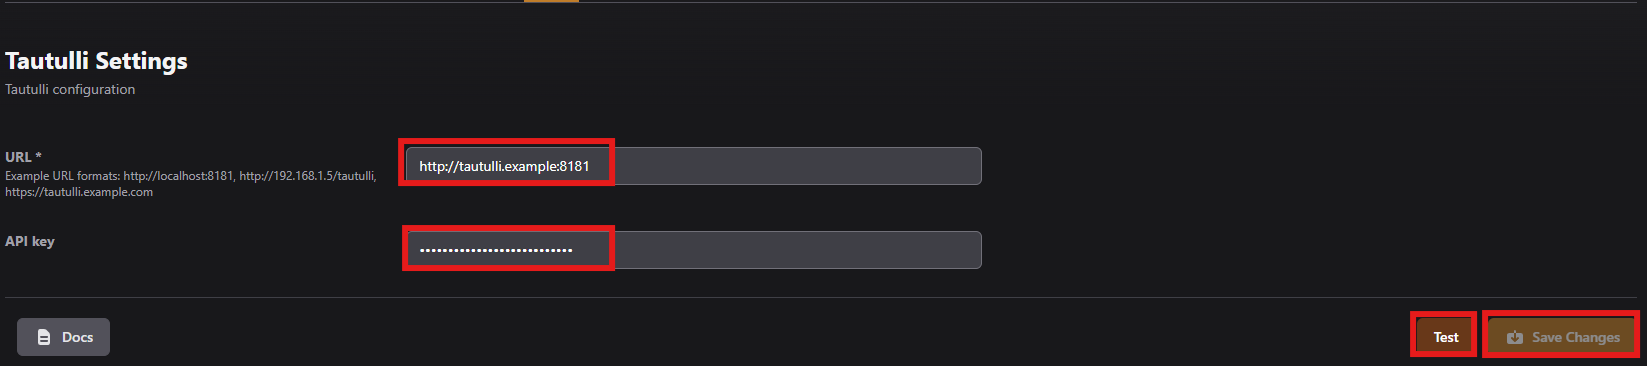 Tautulli Settings
Tautulli configuration
URL *
Example URL formats: http://localhost:8181, http://192.168.1.5/tautulli,
https://tautulli.example.com
http://tautulli.example:8181
API key
••••••••••••••••••••••••••••
Docs
Test
Save Changes